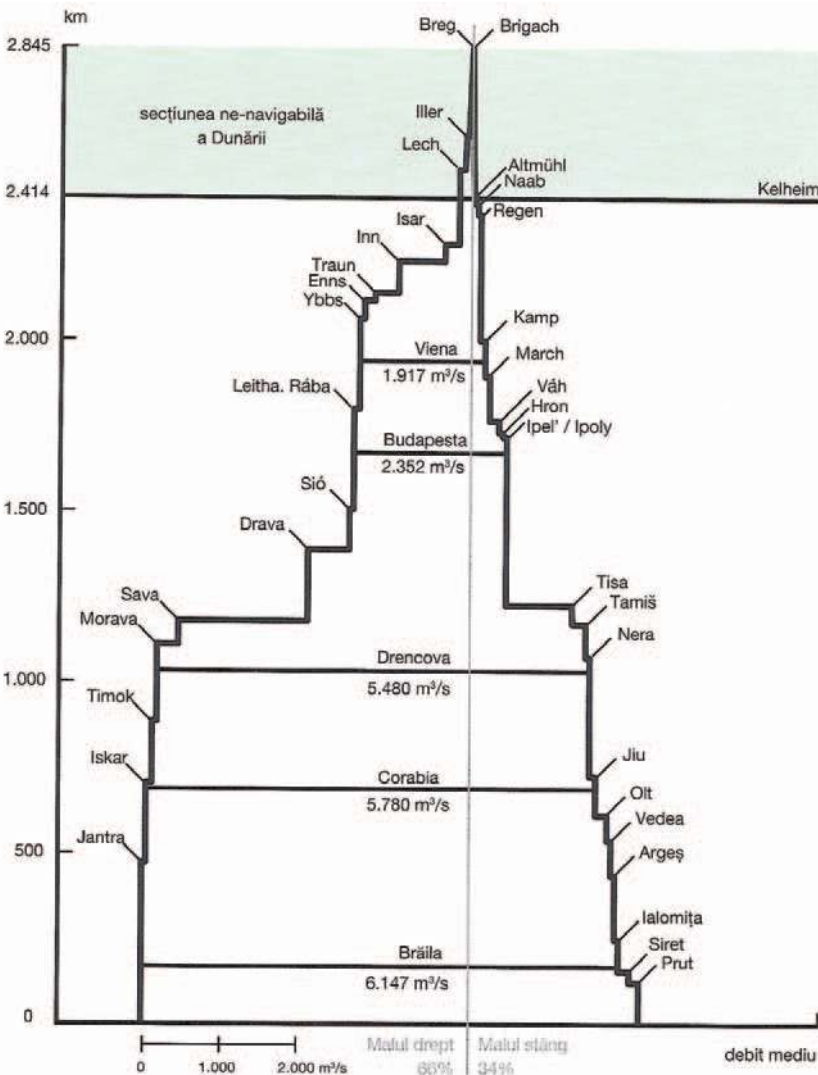 km
Breg Brigach
2.845
secțiunea ne-navigabilă
a Dunării
Iller
Lech
Altmühl
Naab
2.414
Kelheim
Regen
Isar
Inn
Traun
Enns
Ybbs
Kamp
2.000
Viena
1.917 m³/s
March
Leitha. Rába
Váh
Hron
Ipel' / Ipoly
Budapesta
2.352 m³/s
Sió
1.500
Drava
Sava
Tisa
Morava
Tamiš
Nera
Drencova
5.480 m³/s
1.000
Timok
Iskar
Jiu
Corabia
5.780 m³/s
Olt
Vedea
Jantra
500
Argeș
Ialomița
Siret
Brăila
6.147 m³/s
Prut
0
Malul drept Malul stâng
66% 34%
debit mediu
0 1.000 2.000 m³/s